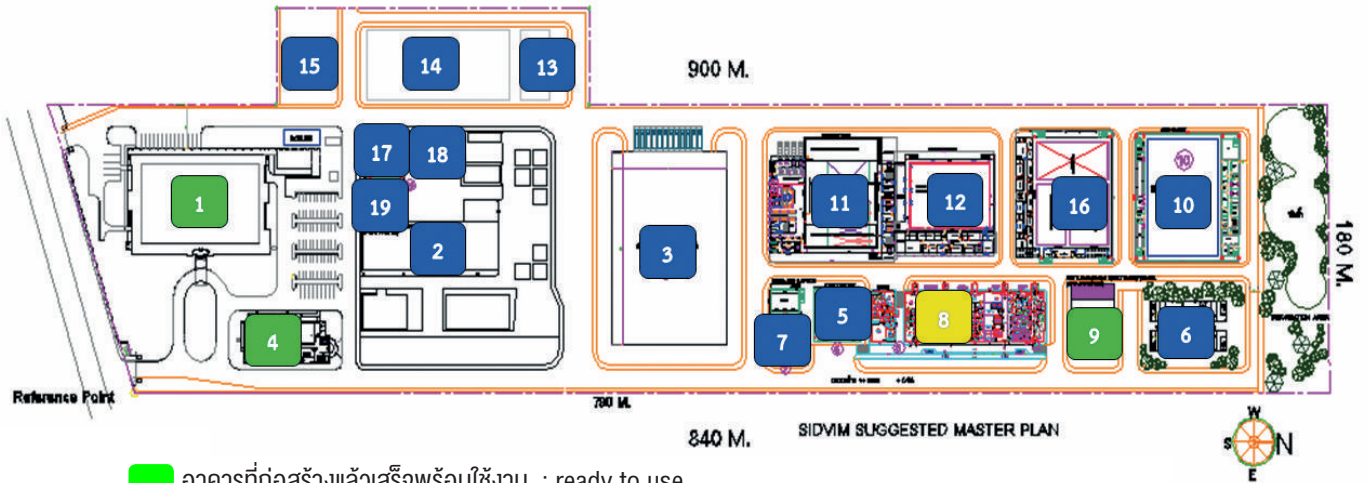 15
14
13
900 M.
17
18
1
19
11
12
16
10
10
2
3
180 M.
4
7
5
8
9
6
Reference Point
790 M.
840 M.
SIDVIM SUGGESTED MASTER PLAN
W
S
N
E
อาคารที่ก่อสร้างแล้วเสร็จพร้อมใช้งาน : ready to use